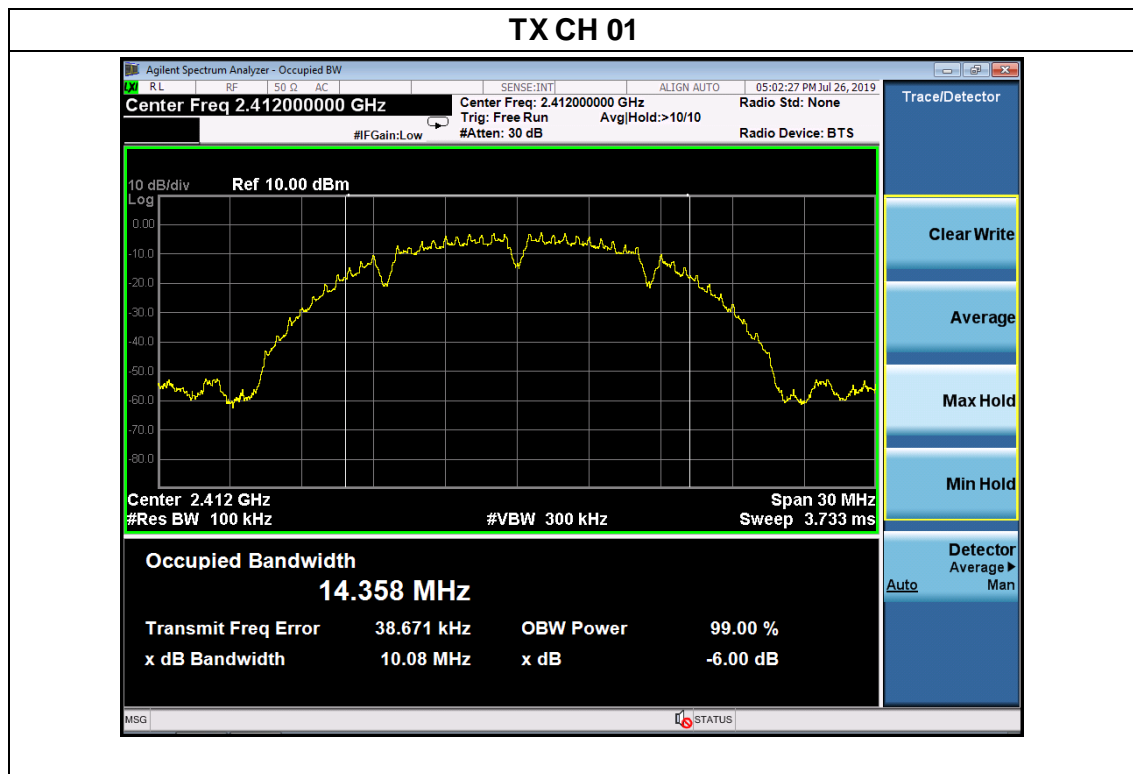 TX CH 01
Agilent Spectrum Analyzer - Occupied BW
LXI RL RF 50 Ω AC SENSE:INT ALIGN AUTO 05:02:27 PM Jul 26, 2019
Center Freq 2.412000000 GHz
Center Freq: 2.412000000 GHz
Radio Std: None
Trig: Free Run Avg|Hold:>10/10
#IFGain:Low #Atten: 30 dB
Radio Device: BTS
Trace/Detector
10 dB/div Ref 10.00 dBm
Log
0.00
-10.0
-20.0
-30.0
-40.0
-50.0
-60.0
-70.0
-80.0
Center 2.412 GHz Span 30 MHz
#Res BW 100 kHz #VBW 300 kHz Sweep 3.733 ms
Clear Write
Average
Max Hold
Min Hold
Detector
Average
Auto Man
Occupied Bandwidth
14.358 MHz
Transmit Freq Error 38.671 kHz OBW Power 99.00 %
x dB Bandwidth 10.08 MHz x dB -6.00 dB
MSG STATUS